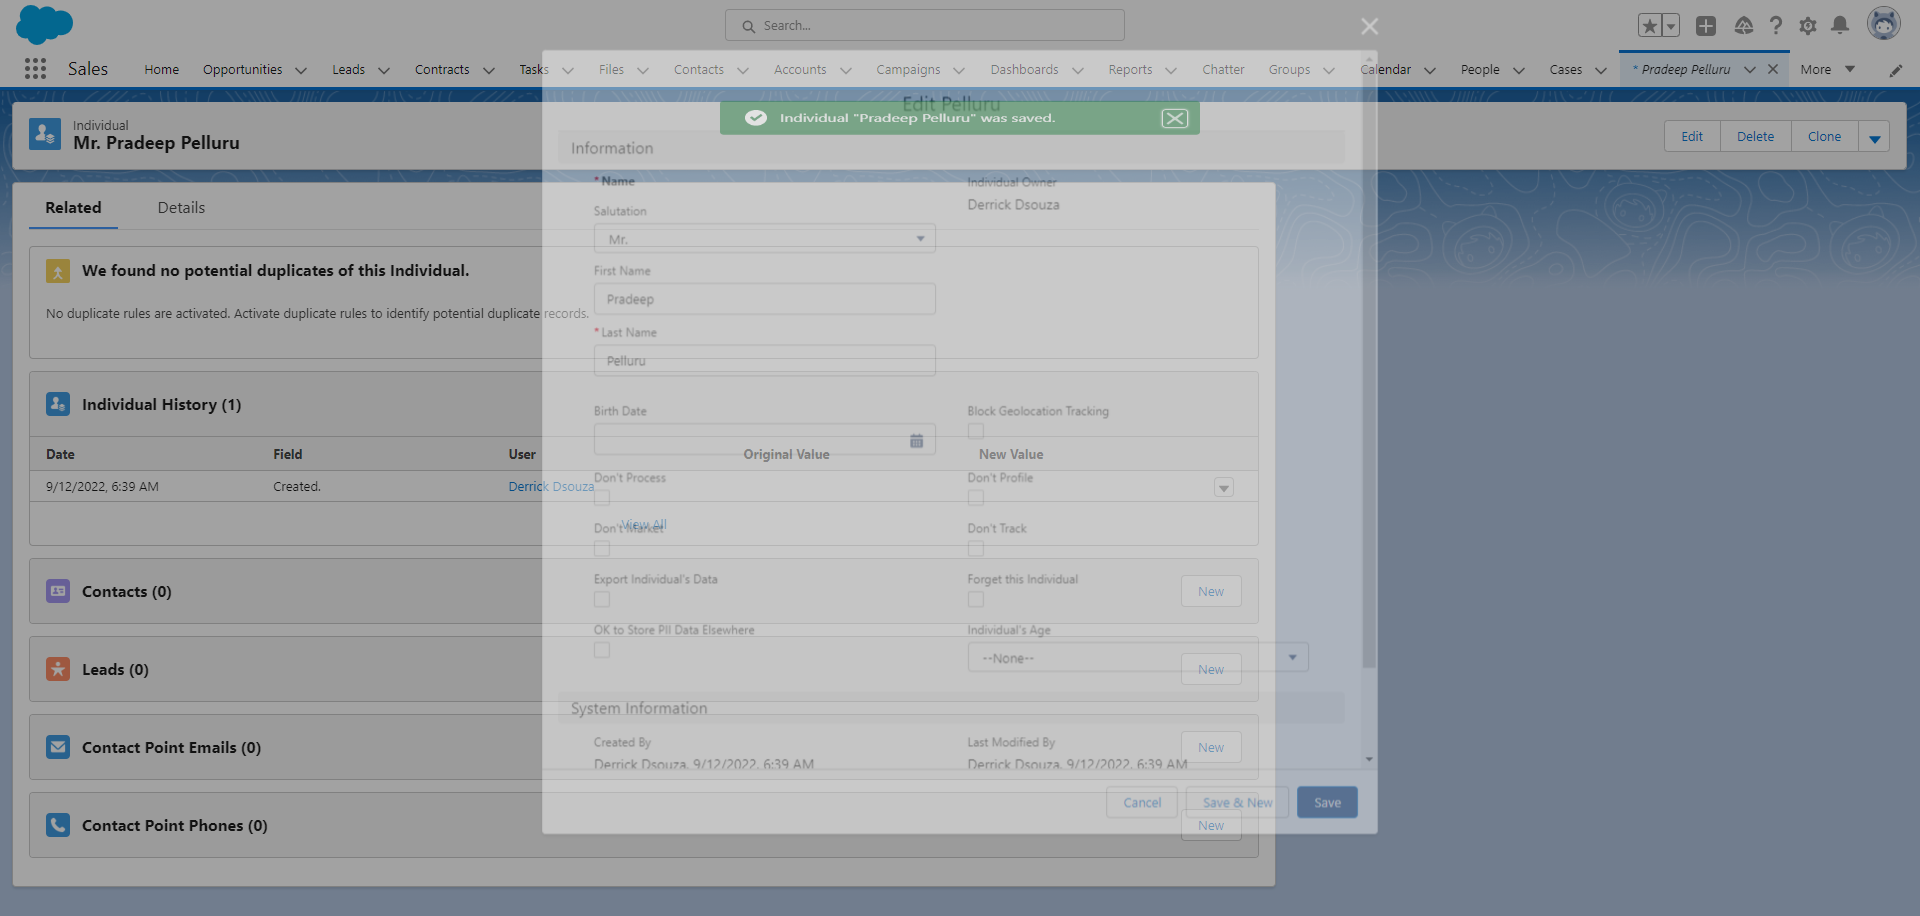 Search...
Sales
Home
Opportunities
Leads
Contracts
Tasks
Files
Contacts
Accounts
Campaigns
Dashboards
Reports
Chatter
Groups
Calendar
People
Cases
* Pradeep Pelluru
More
Individual
Mr. Pradeep Pelluru
Edit
Delete
Clone
Edit Pelluru
Individual "Pradeep Pelluru" was saved.
Related
Details
We found no potential duplicates of this Individual.
No duplicate rules are activated. Activate duplicate rules to identify potential duplicate records.
Individual History (1)
Date
Field
User
Original Value
New Value
9/12/2022, 6:39 AM
Created.
Derrick Dsouza
View All
Contacts (0)
New
Leads (0)
New
Contact Point Emails (0)
New
Contact Point Phones (0)
New
Information
* Name
Individual Owner
Derrick Dsouza
Salutation
Mr.
First Name
Pradeep
* Last Name
Pelluru
Birth Date
Block Geolocation Tracking
Don't Process
Don't Profile
Don't Market
Don't Track
Export Individual's Data
Forget this Individual
OK to Store PII Data Elsewhere
Individual's Age
--None--
System Information
Created By
Last Modified By
Derrick Dsouza, 9/12/2022, 6:39 AM
Derrick Dsouza, 9/12/2022, 6:39 AM
Cancel
Save & New
Save